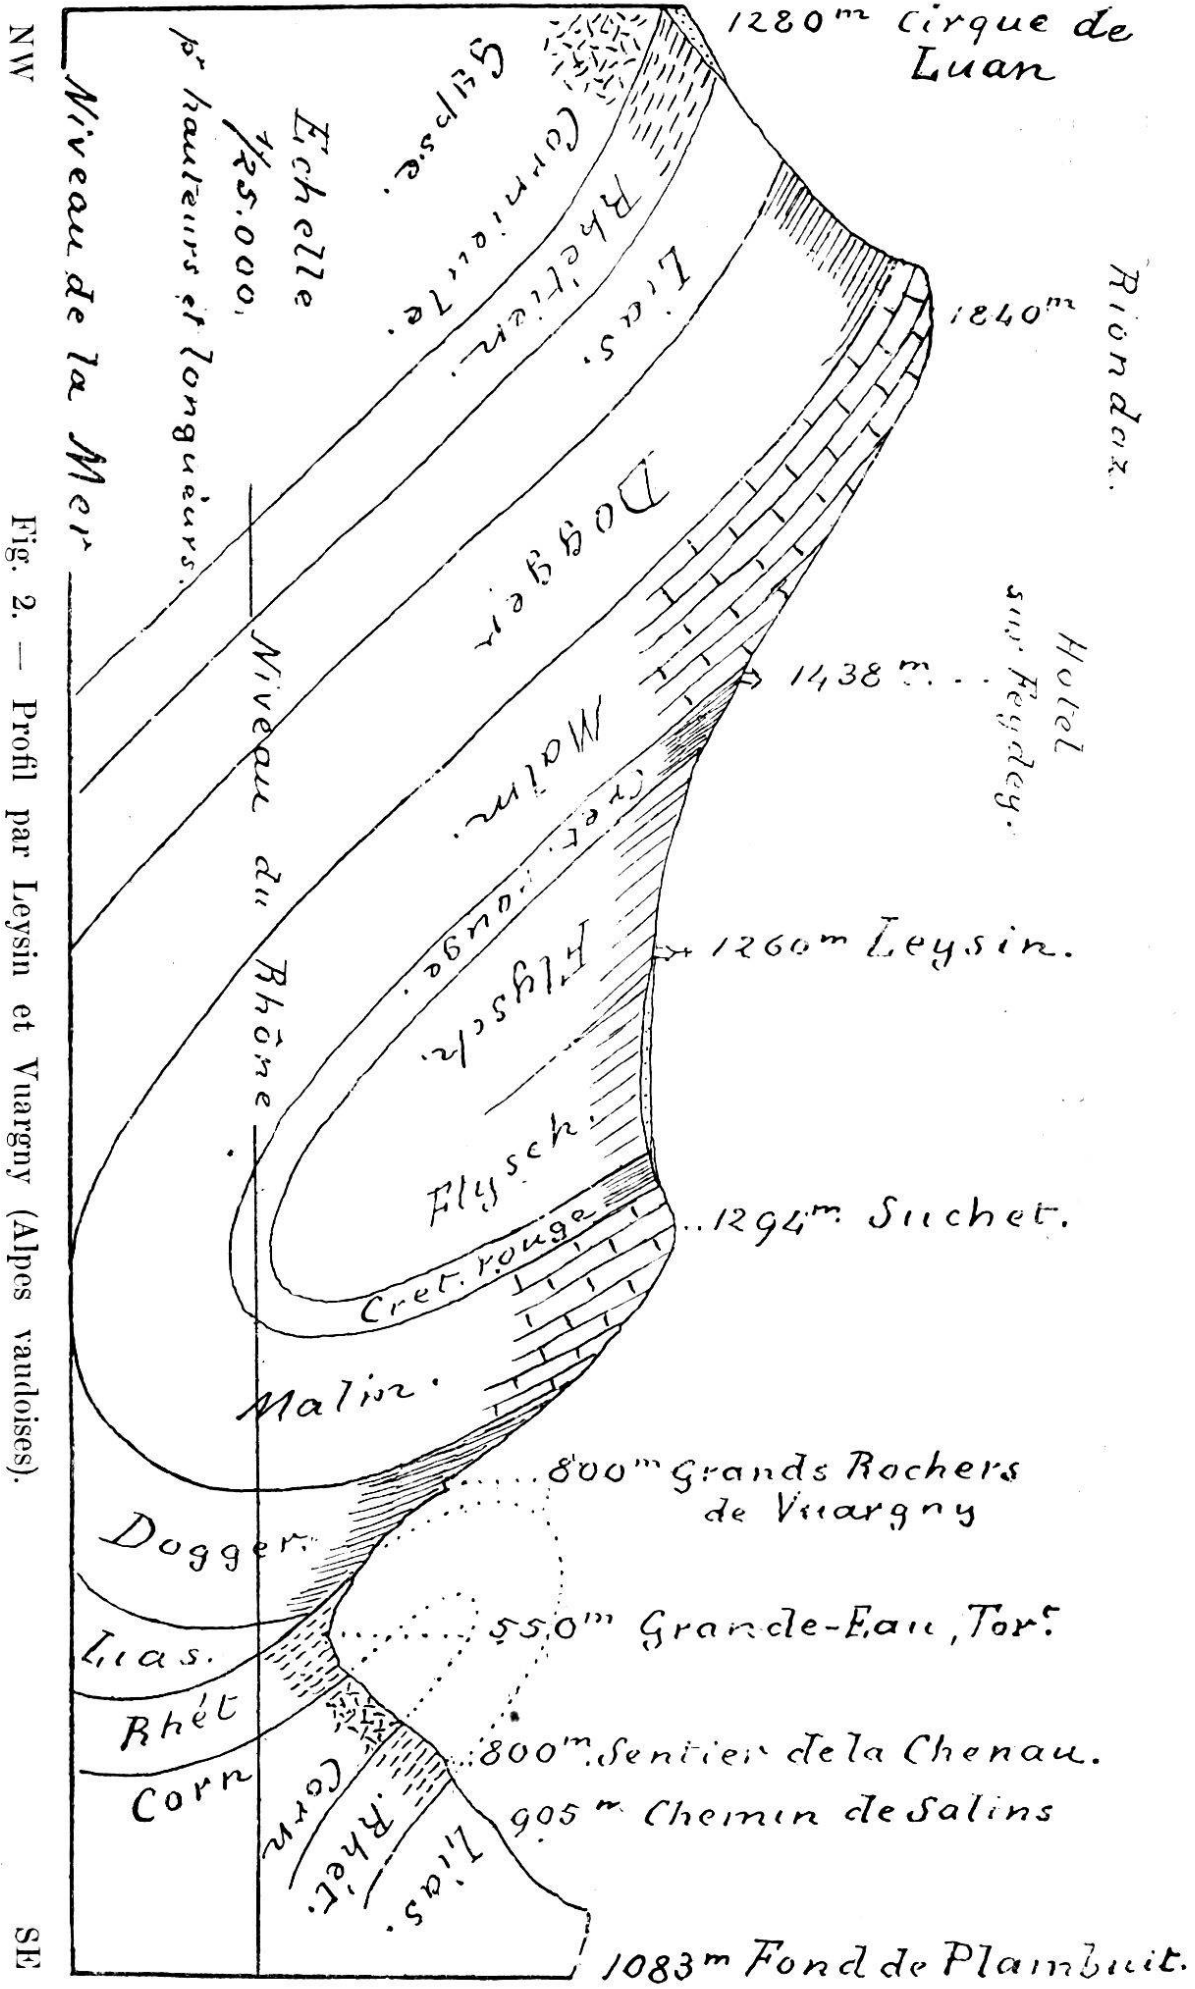 1280m Cirque de
Luan
1840m
Riondaz.
Hotel
sur Feydey.
1438m....
1260m Leysin.
..1294m. Suchet.
800m Grands Rochers
de Vuargny
550m Grande-Eau, Tort.
800m. Sentier de la Chenau.
905m. Chemin de Salins
1083m Fond de Plambuit.
Gypse.
Cornieule.
Rhétien.
Lias.
Dogger
Malm.
Cret. rouge.
Flysch.
Flysch.
Cret. rouge
Malm.
Dogger.
Lias.
Rhét
Corn
Corn
Rhét.
Lias.
Echelle
1/25.000.
pr hauteurs et longueurs.
Niveau de la Mer
Niveau du Rhône
NW
SE
Fig. 2. — Profil par Leysin et Vuargny (Alpes vaudoises).